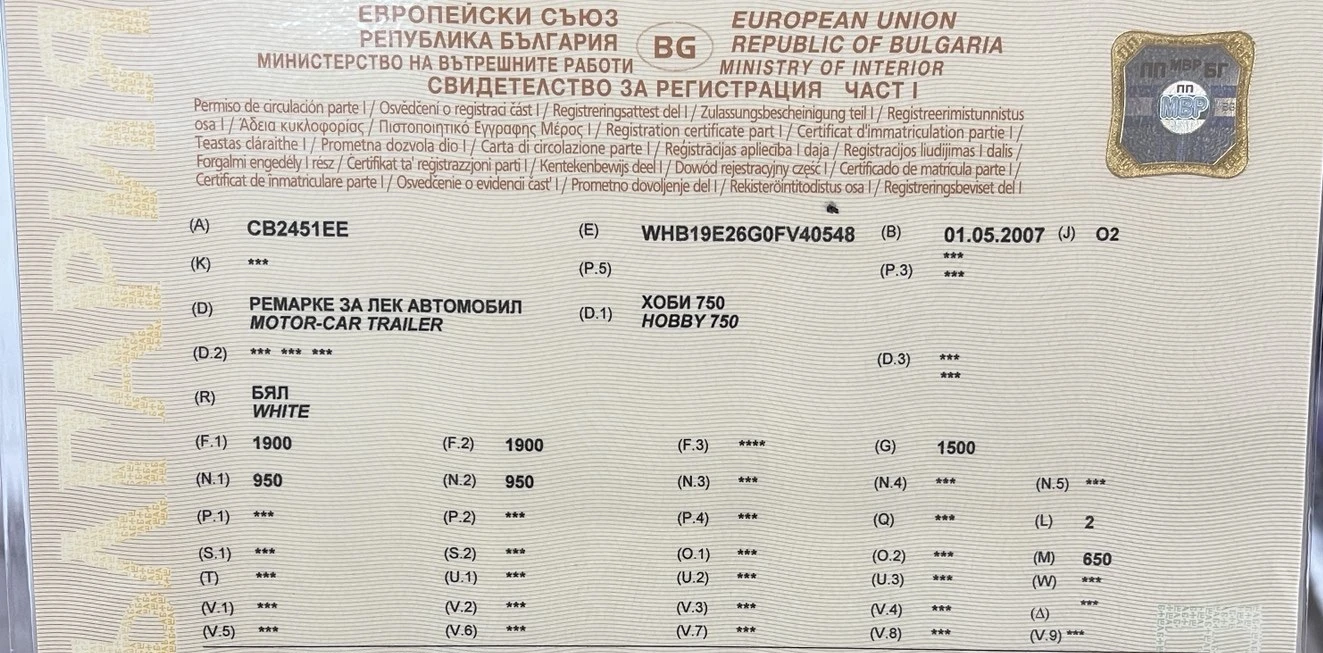 ЕВРОПЕЙСКИ СЪЮЗ
РЕПУБЛИКА БЪЛГАРИЯ
МИНИСТЕРСТВО НА ВЪТРЕШНИТЕ РАБОТИ
BG
EUROPEAN UNION
REPUBLIC OF BULGARIA
MINISTRY OF INTERIOR
СВИДЕТЕЛСТВО ЗА РЕГИСТРАЦИЯ ЧАСТ I
ПП МВР БГ
ПП
МВР
Permiso de circulación parte I / Osvědčení o registraci část I / Registreringsattest del I / Zulassungsbescheinigung teil I / Registreerimistunnistus
osa I / Άδεια κυκλοφορίας / Πιστοποιητικό Εγγραφης Μέρος I / Registration certificate part I / Certificat d'immatriculation partie I /
Teastas cláraithe I / Prometna dozvola dio I / Carta di circolazione parte I / Reģistrācijas apliecība I daļa / Registracijos liudijimas I dalis /
Forgalmi engedély I rész / Ċertifikat ta' reġistrazzjoni parti I / Kentekenbewijs deel I / Dowód rejestracyjny część I / Certificado de matrícula parte I /
Certificat de înmatriculare parte I / Osvedčenie o evidencii časť I / Prometno dovoljenje del I / Rekisteröintitodistus osa I / Registreringsbeviset del I
(A) CB2451EE (E) WHB19E26G0FV40548 (B) 01.05.2007 (J) O2
***
(K) *** (P.5) (P.3) ***
(D) РЕМАРКЕ ЗА ЛЕК АВТОМОБИЛ (D.1) ХОБИ 750
MOTOR-CAR TRAILER HOBBY 750
(D.2) *** *** *** (D.3) ***
***
(R) БЯЛ
WHITE
(F.1) 1900 (F.2) 1900 (F.3) **** (G) 1500
(N.1) 950 (N.2) 950 (N.3) *** (N.4) *** (N.5) ***
(P.1) *** (P.2) *** (P.4) *** (Q) *** (L) 2
(S.1) *** (S.2) *** (O.1) *** (O.2) *** (M) 650
(T) *** (U.1) *** (U.2) *** (U.3) *** (W) ***
(V.1) *** (V.2) *** (V.3) *** (V.4) *** (Δ) ***
(V.5) *** (V.6) *** (V.7) *** (V.8) *** (V.9) ***